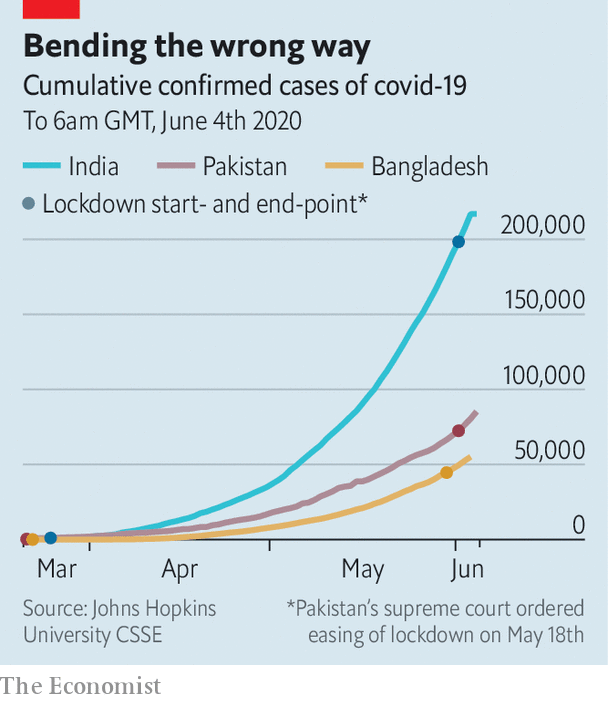 Bending the wrong way
Cumulative confirmed cases of covid-19
To 6am GMT, June 4th 2020
India Pakistan Bangladesh
Lockdown start- and end-point*
200,000
150,000
100,000
50,000
0
Mar Apr May Jun
Source: Johns Hopkins
University CSSE
*Pakistan's supreme court ordered
easing of lockdown on May 18th
The Economist